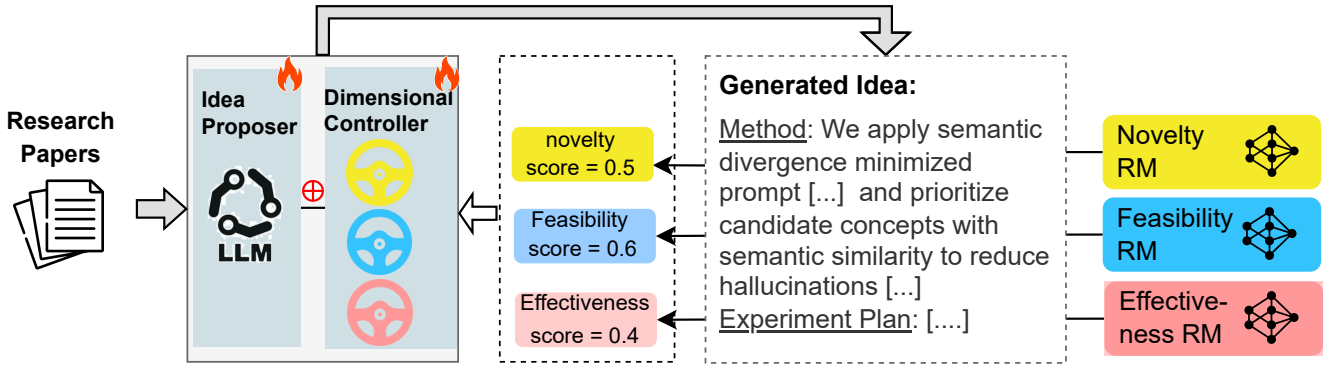 Research
Papers
Idea
Proposer
LLM
Dimensional
Controller
novelty
score = 0.5
Feasibility
score = 0.6
Effectiveness
score = 0.4
Generated Idea:
Method: We apply semantic
divergence minimized
prompt [...] and prioritize
candidate concepts with
semantic similarity to reduce
hallucinations [...]
Experiment Plan: [....]
Novelty
RM
Feasibility
RM
Effective-
ness RM